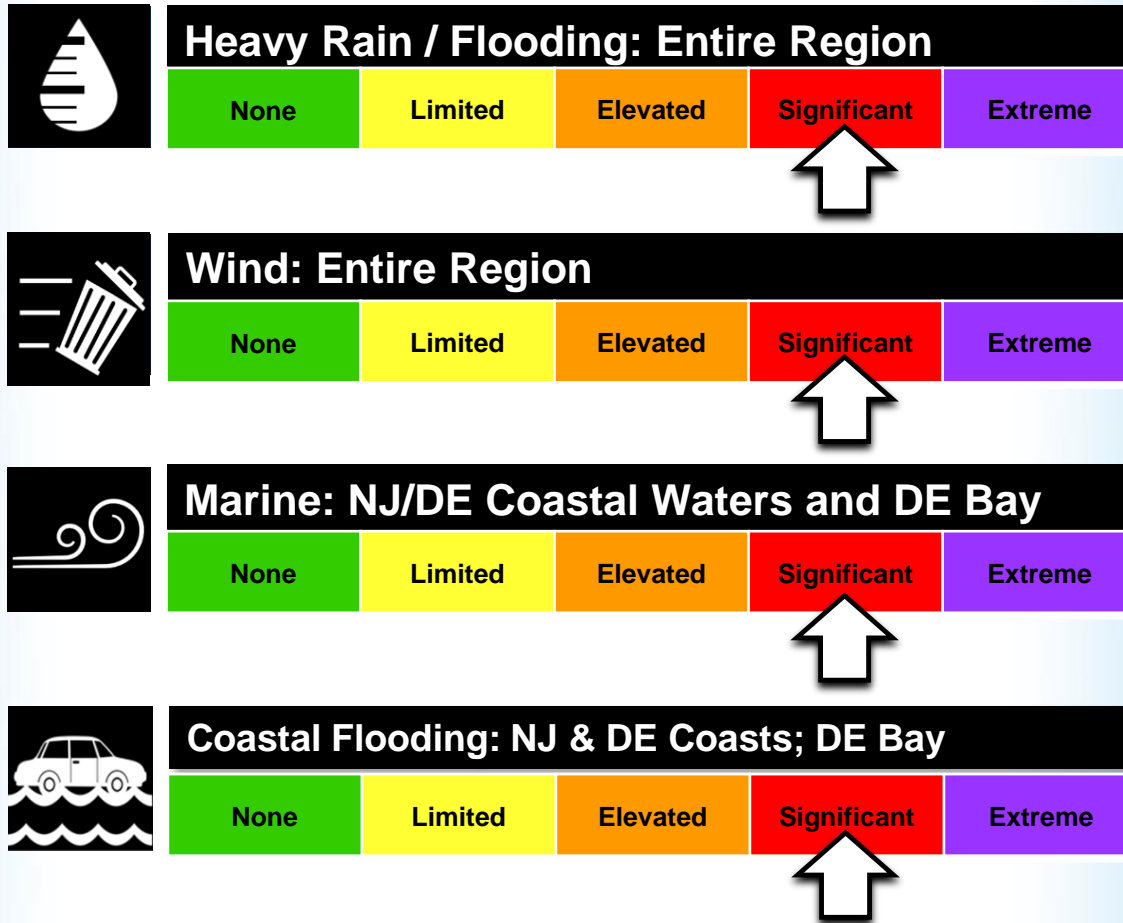 Heavy Rain / Flooding: Entire Region
None Limited Elevated Significant Extreme
Wind: Entire Region
None Limited Elevated Significant Extreme
Marine: NJ/DE Coastal Waters and DE Bay
None Limited Elevated Significant Extreme
Coastal Flooding: NJ & DE Coasts; DE Bay
None Limited Elevated Significant Extreme